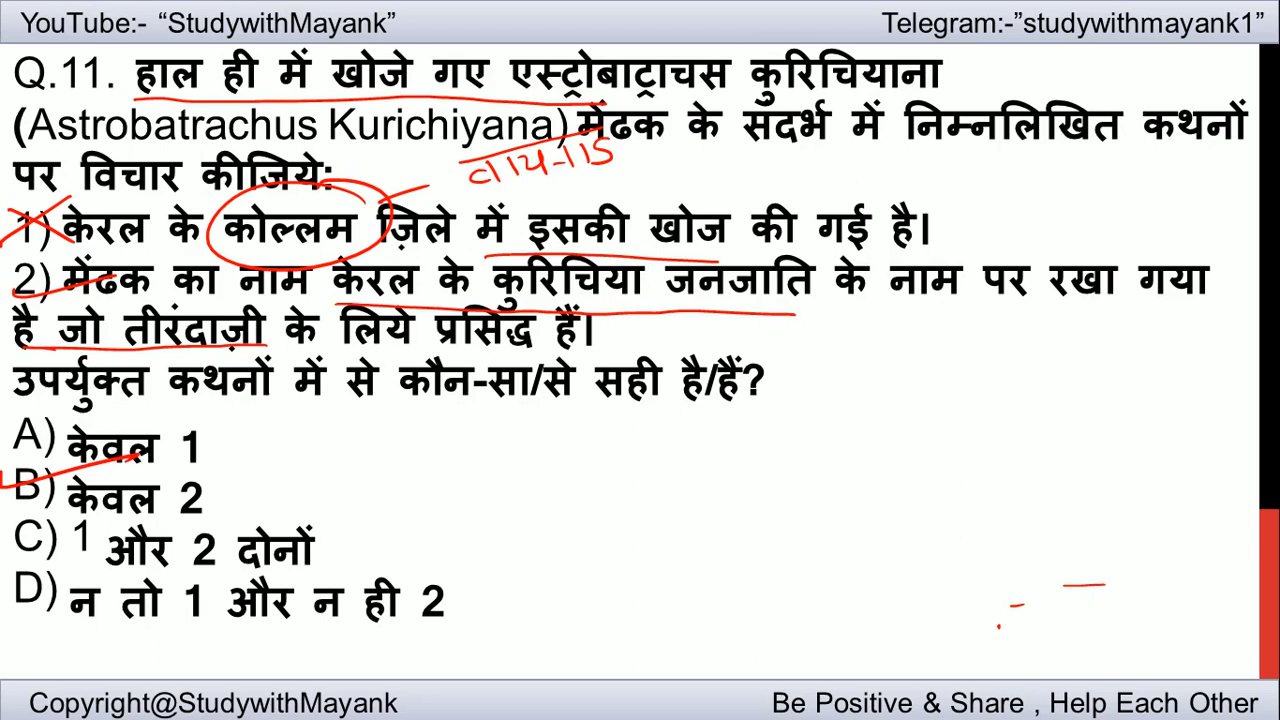 YouTube:- “StudywithMayank”
Telegram:-”studywithmayank1”
Q.11. हाल ही में खोजे गए एस्ट्रोबाट्राचस कुरिचियाना
(Astrobatrachus Kurichiyana) मेंढक के संदर्भ में निम्नलिखित कथनों
पर विचार कीजिये:
1) केरल के कोल्लम ज़िले में इसकी खोज की गई है।
2) मेंढक का नाम केरल के कुरिचिया जनजाति के नाम पर रखा गया
है जो तीरंदाज़ी के लिये प्रसिद्ध हैं।
उपर्युक्त कथनों में से कौन-सा/से सही है/हैं?
A) केवल 1
B) केवल 2
C) 1 और 2 दोनों
D) न तो 1 और न ही 2
Copyright@StudywithMayank
Be Positive & Share , Help Each Other